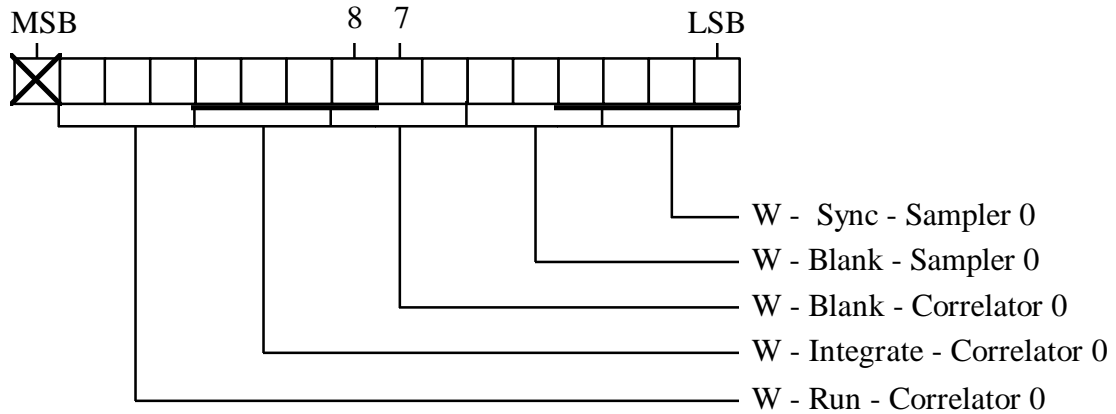 MSB 8 7 LSB
W - Sync - Sampler 0
W - Blank - Sampler 0
W - Blank - Correlator 0
W - Integrate - Correlator 0
W - Run - Correlator 0